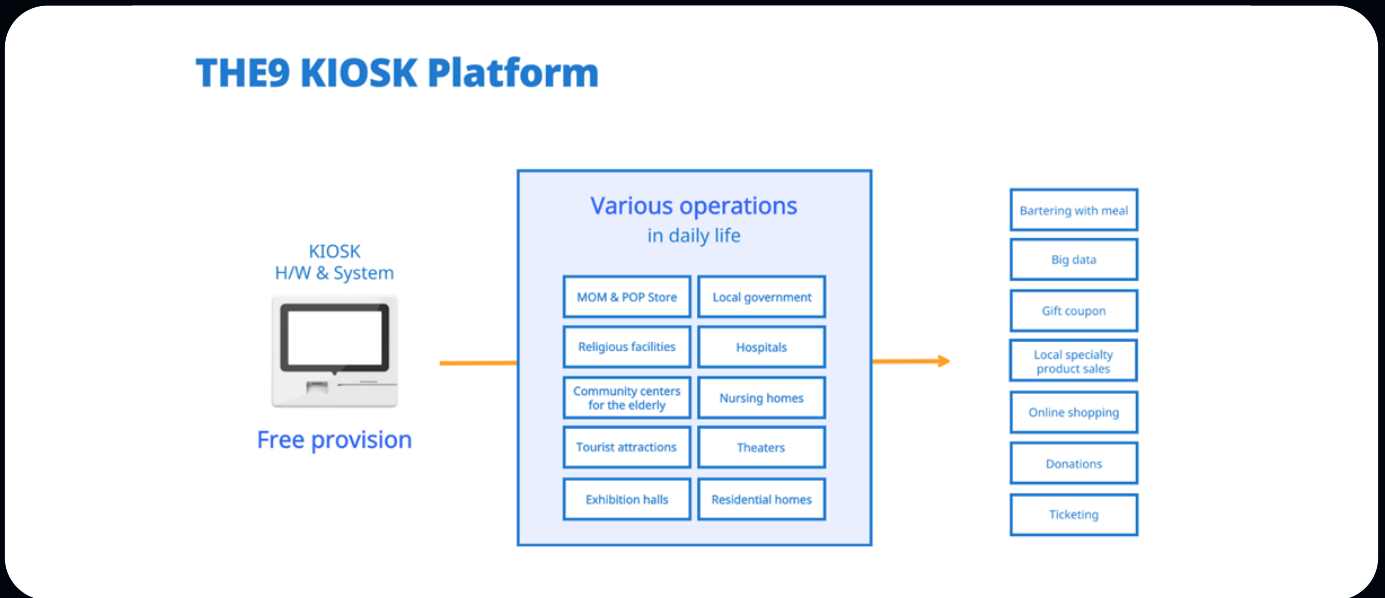 THE9 KIOSK Platform
KIOSK
H/W & System
Free provision
Various operations
in daily life
MOM & POP Store
Local government
Religious facilities
Hospitals
Community centers
for the elderly
Nursing homes
Tourist attractions
Theaters
Exhibition halls
Residential homes
Bartering with meal
Big data
Gift coupon
Local specialty
product sales
Online shopping
Donations
Ticketing